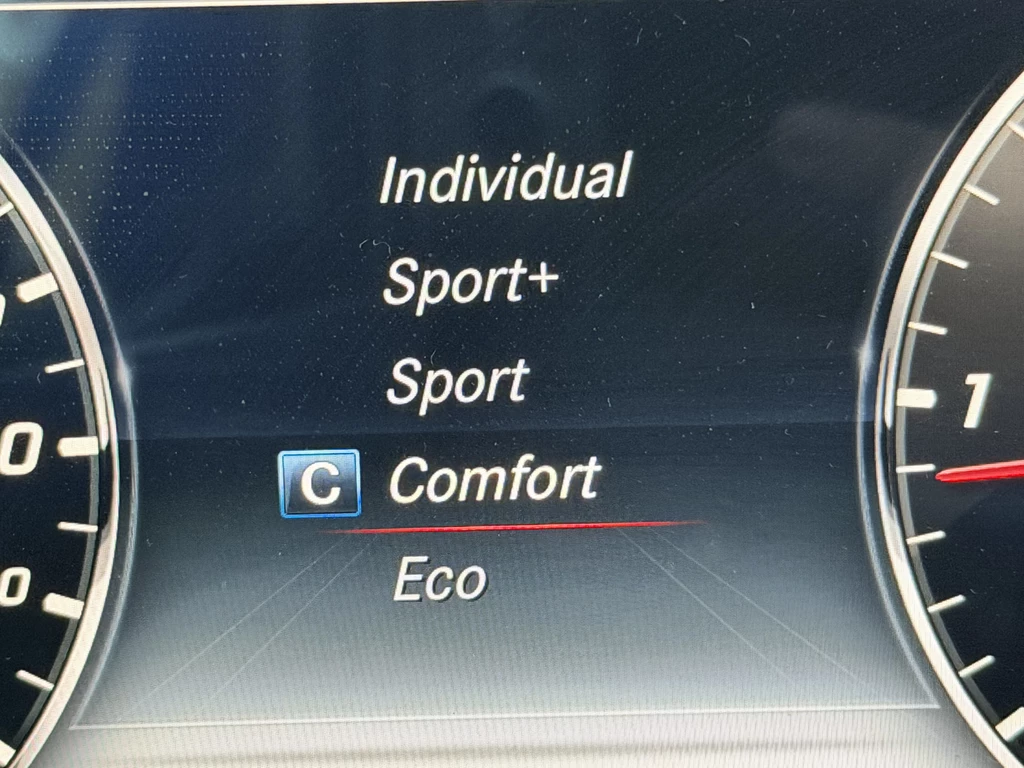 Individual
Sport+
Sport
C Comfort
Eco
1